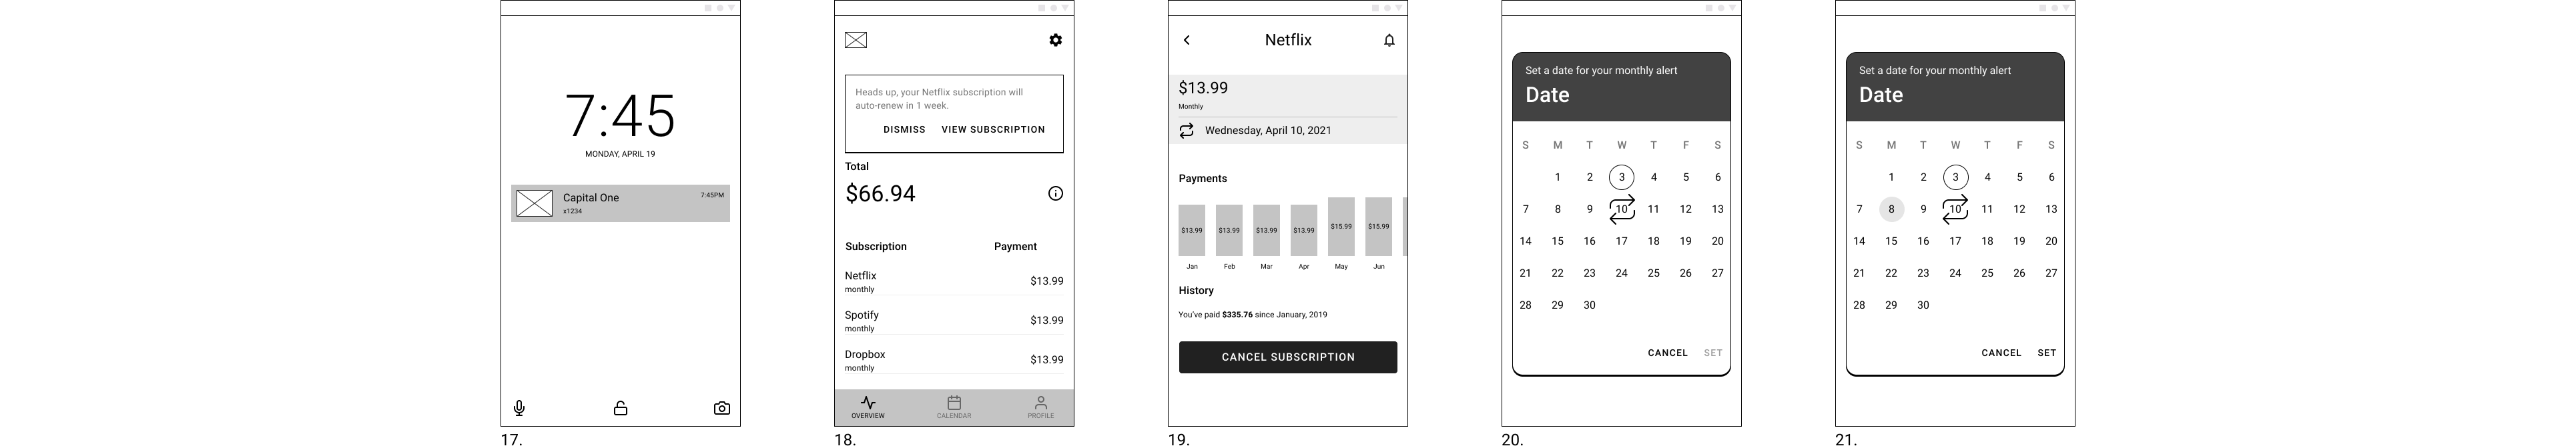 7:45
MONDAY, APRIL 19
Capital One
x1234
7:45PM
17.
Heads up, your Netflix subscription will
auto-renew in 1 week.
DISMISS VIEW SUBSCRIPTION
Total
$66.94
Subscription Payment
Netflix
monthly
$13.99
Spotify
monthly
$13.99
Dropbox
monthly
$13.99
OVERVIEW CALENDAR PROFILE
18.
Netflix
$13.99
Monthly
Wednesday, April 10, 2021
Payments
$13.99 $13.99 $13.99 $13.99 $15.99 $15.99
Jan Feb Mar Apr May Jun
History
You've paid $335.76 since January, 2019
CANCEL SUBSCRIPTION
19.
Set a date for your monthly alert
Date
S M T W T F S
1 2 3 4 5 6
7 8 9 10 11 12 13
14 15 16 17 18 19 20
21 22 23 24 25 26 27
28 29 30
CANCEL SET
20.
Set a date for your monthly alert
Date
S M T W T F S
1 2 3 4 5 6
7 8 9 10 11 12 13
14 15 16 17 18 19 20
21 22 23 24 25 26 27
28 29 30
CANCEL SET
21.